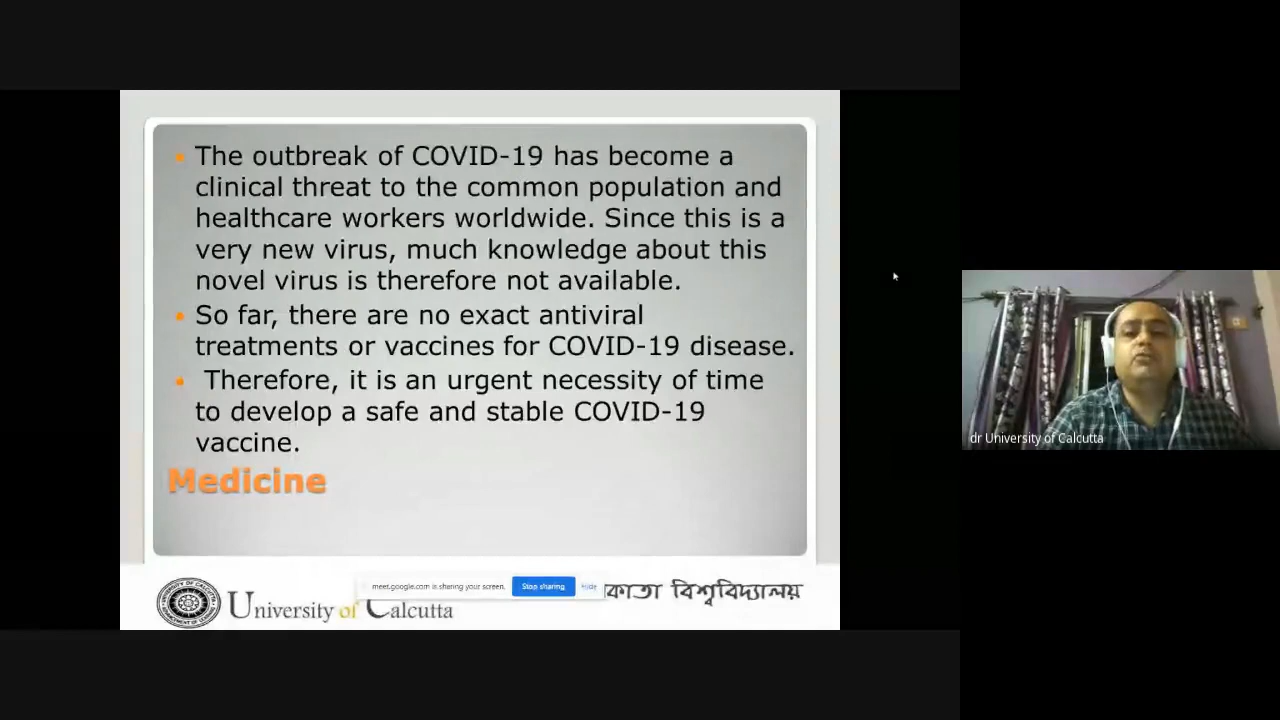 The outbreak of COVID-19 has become a
clinical threat to the common population and
healthcare workers worldwide. Since this is a
very new virus, much knowledge about this
novel virus is therefore not available.
So far, there are no exact antiviral
treatments or vaccines for COVID-19 disease.
Therefore, it is an urgent necessity of time
to develop a safe and stable COVID-19
vaccine.
Medicine
meet.google.com is sharing your screen. Stop sharing Hide
University of Calcutta
বিশ্ববিদ্যালয়
dr University of Calcutta